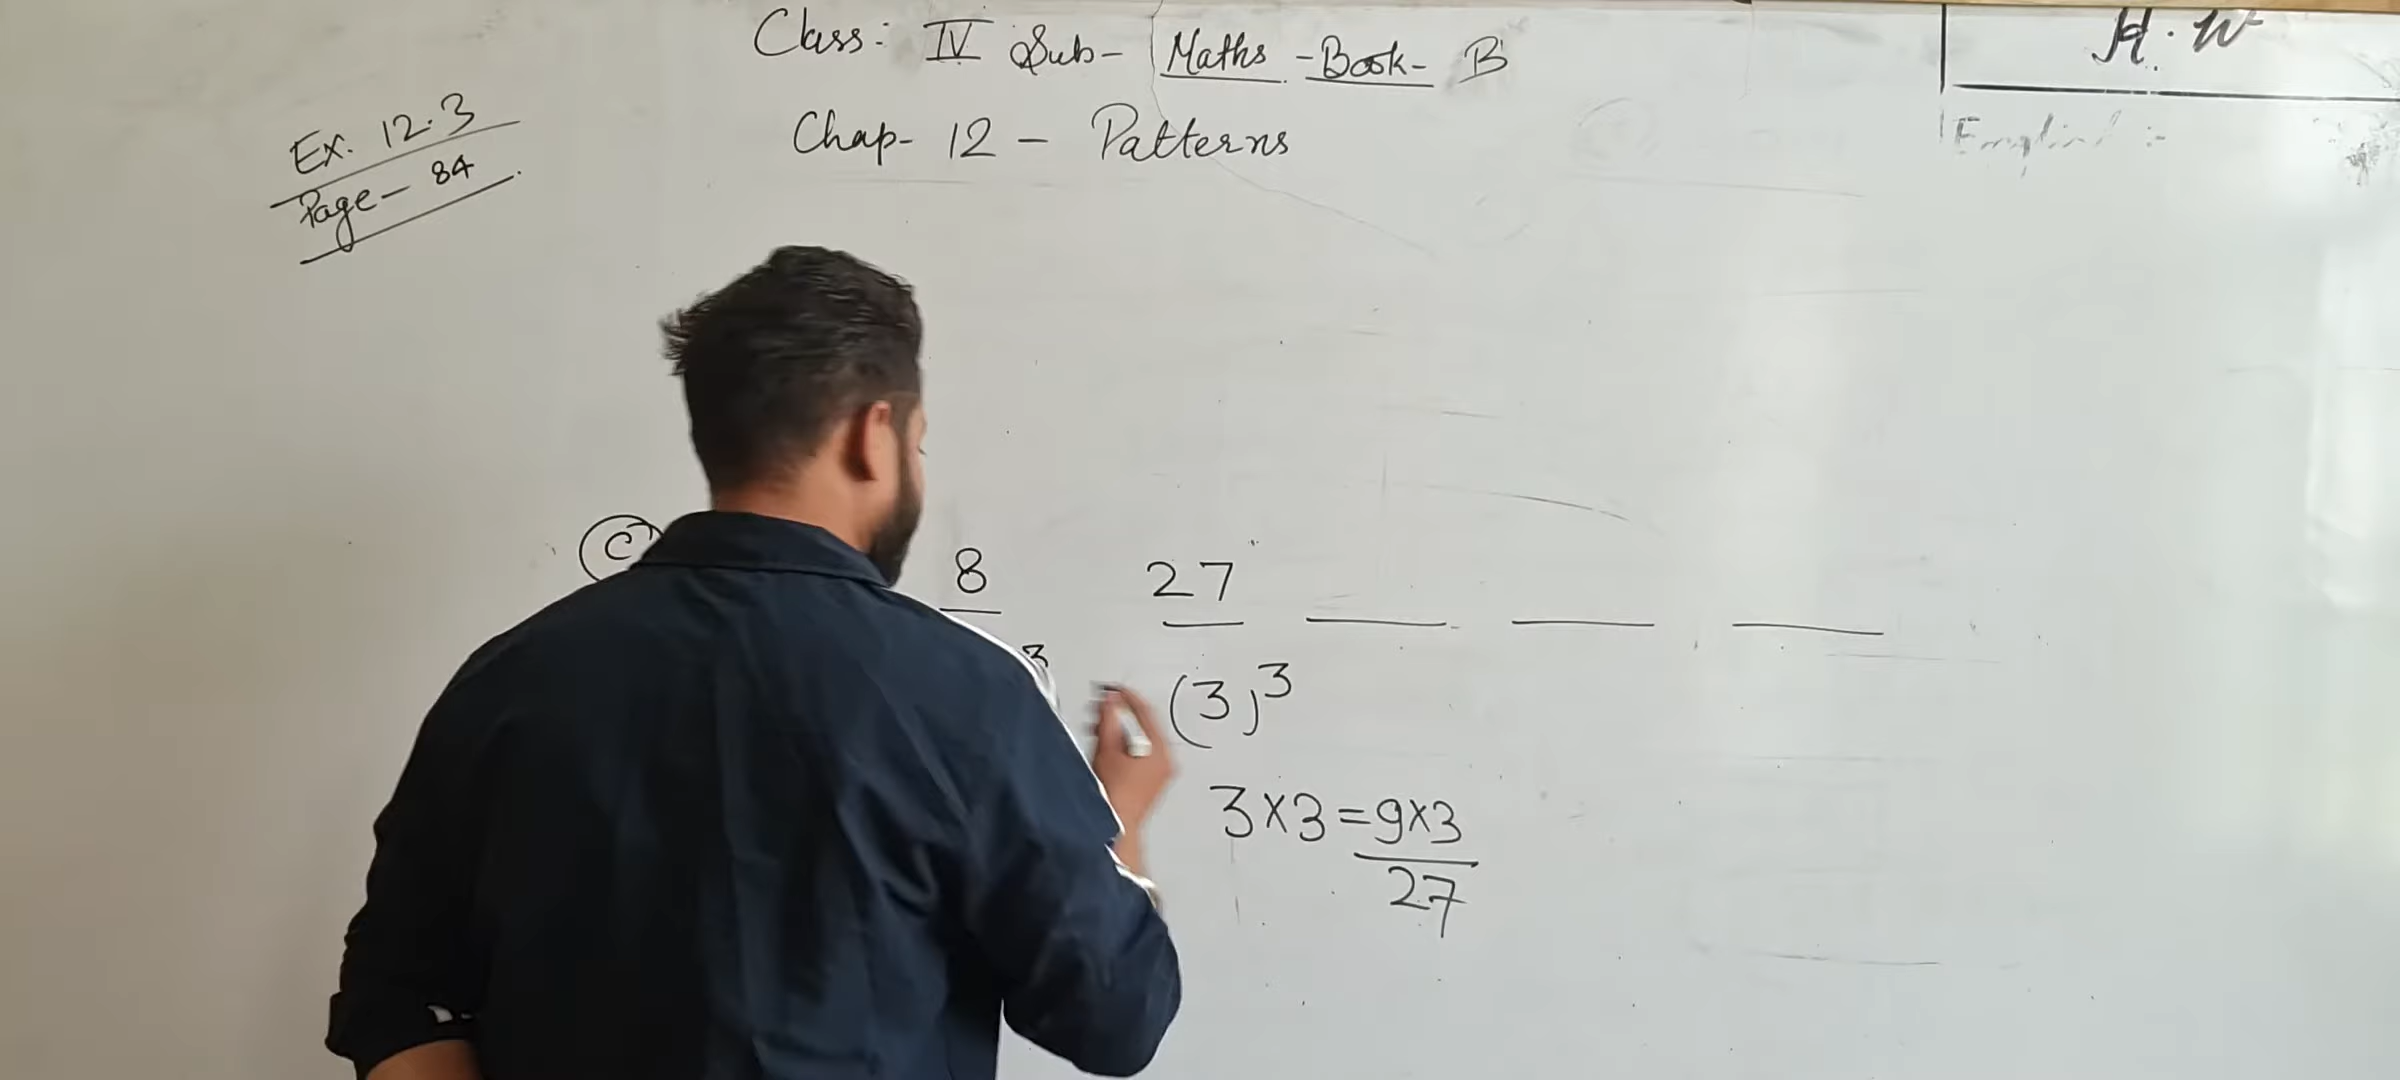 Class: IV Sub- Maths -Book- B
H.W
Ex. 12.3
Page- 84
Chap- 12 - Patterns
C
8 27
3
(3)³
3×3=9×3
27